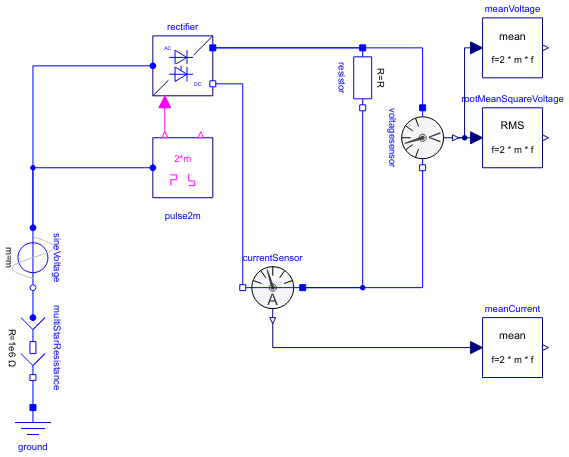 rectifier
AC
DC
meanVoltage
mean
f=2 * m * f
resistor
R=R
rootMeanSquareVoltage
RMS
f=2 * m * f
voltagesensor
2*m
pulse2m
sineVoltage
m=m
currentSensor
A
multiStarResistance
R=1e6 Ω
meanCurrent
mean
f=2 * m * f
ground